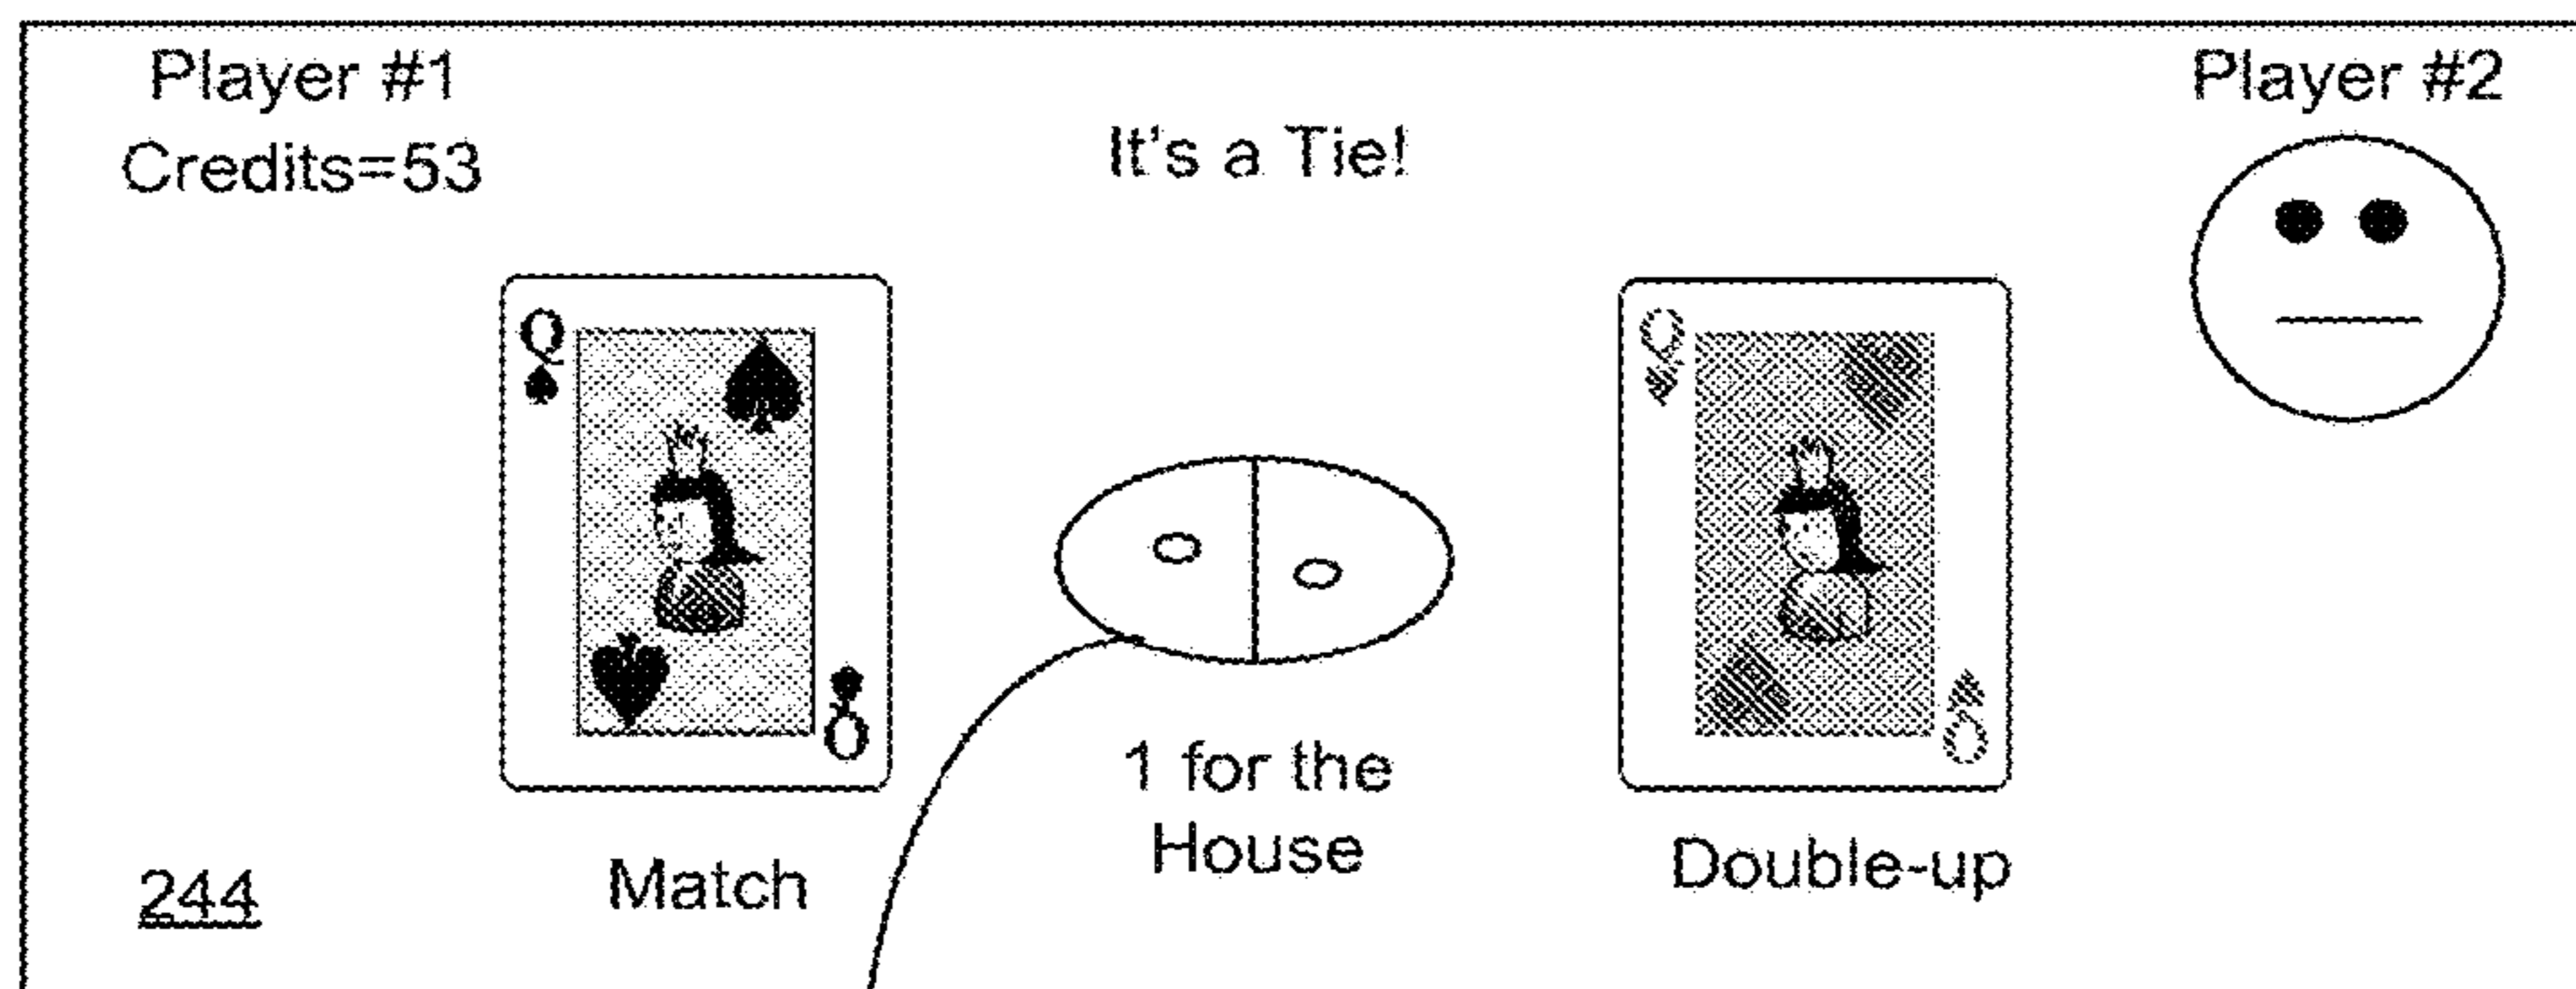 Player #1
Credits=53
It's a Tie!
Player #2
Q
Q
Q
Q
1 for the
House
Match
Double-up
244